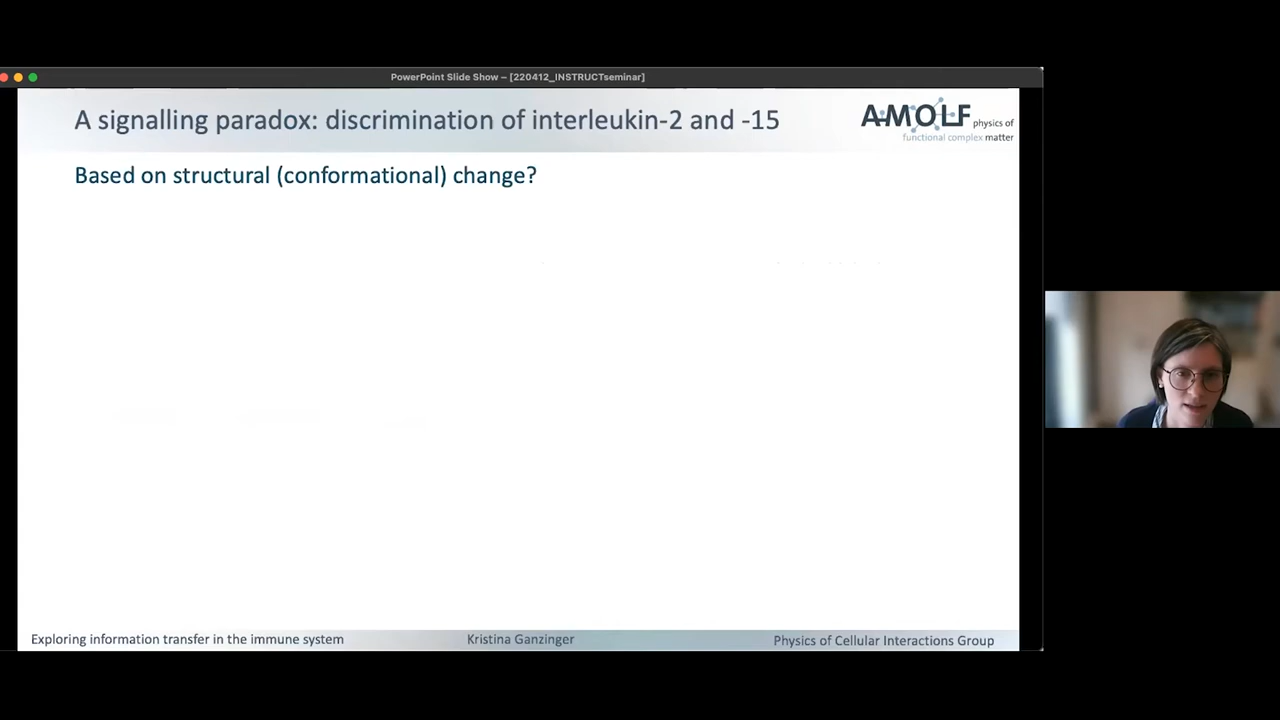 PowerPoint Slide Show – [220412_INSTRUCTseminar]
A signalling paradox: discrimination of interleukin-2 and -15
AMOLF physics of
functional complex matter
Based on structural (conformational) change?
Exploring information transfer in the immune system
Kristina Ganzinger
Physics of Cellular Interactions Group